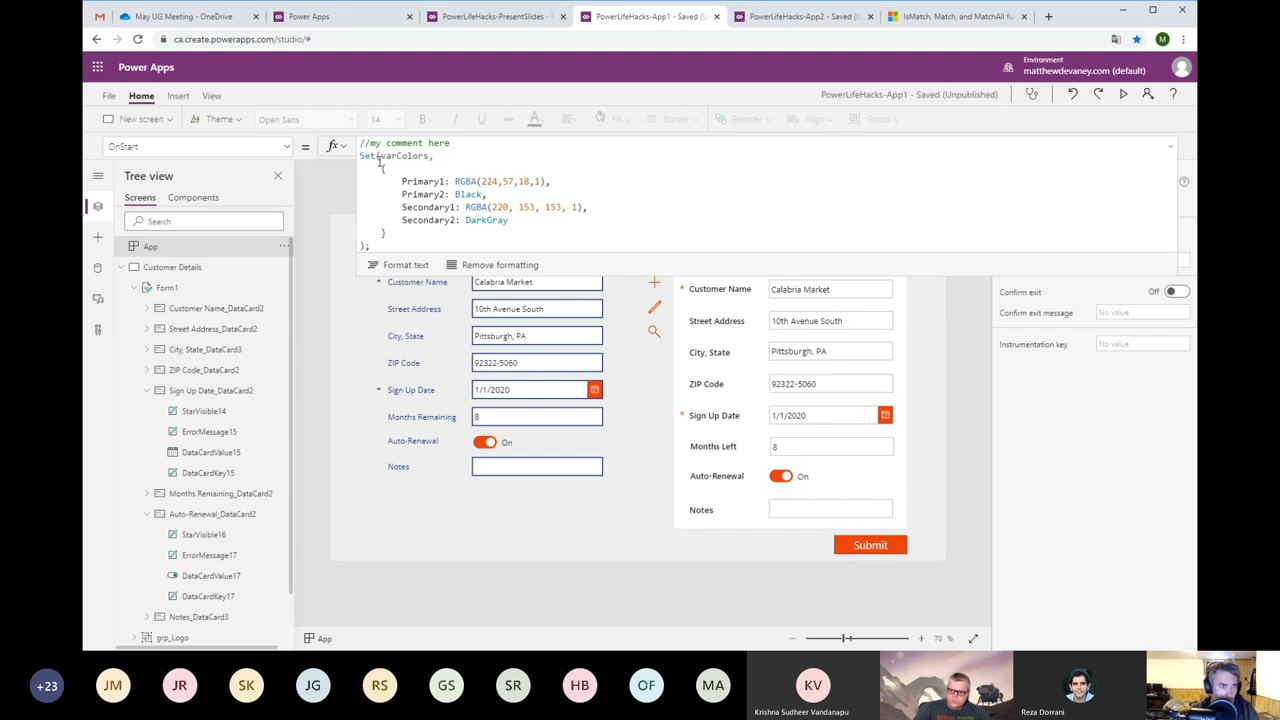 May UG Meeting - OneDrive
Power Apps
PowerLifeHacks-PresentSlides -
PowerLifeHacks-App1 - Saved (U
PowerLifeHacks-App2 - Saved (U
IsMatch, Match, and MatchAll fun
ca.create.powerapps.com/studio/#
M
Power Apps
Environment
matthewdevaney.com (default)
File
Home
Insert
View
PowerLifeHacks-App1 - Saved (Unpublished)
New screen
Theme
Open Sans
14
B
I
U
A
Fill
Border
Reorder
Align
Group
OnStart
=
fx
//my comment here
Set(varColors,
{
Primary1: RGBA(224,57,18,1),
Primary2: Black,
Secondary1: RGBA(220, 153, 153, 1),
Secondary2: DarkGray
}
);
Format text
Remove formatting
Tree view
Screens
Components
Search
App
Customer Details
Form1
Customer Name_DataCard2
Street Address_DataCard2
City, State_DataCard3
ZIP Code_DataCard2
Sign Up Date_DataCard2
StarVisible14
ErrorMessage15
DataCardValue15
DataCardKey15
Months Remaining_DataCard2
Auto-Renewal_DataCard2
StarVisible16
ErrorMessage17
DataCardValue17
DataCardKey17
Notes_DataCard3
grp_Logo
* Customer Name
Calabria Market
Street Address
10th Avenue South
City, State
Pittsburgh, PA
ZIP Code
92322-5060
* Sign Up Date
1/1/2020
Months Remaining
8
Auto-Renewal
On
Notes
* Customer Name
Calabria Market
Street Address
10th Avenue South
City, State
Pittsburgh, PA
ZIP Code
92322-5060
* Sign Up Date
1/1/2020
Months Left
8
Auto-Renewal
On
Notes
Submit
Confirm exit
Off
Confirm exit message
No value
Instrumentation key
No value
App
70 %
+23
JM
JR
SK
JG
RS
GS
SR
HB
OF
MA
KV
Krishna Sudheer Vandanapu
Reza Dorrani